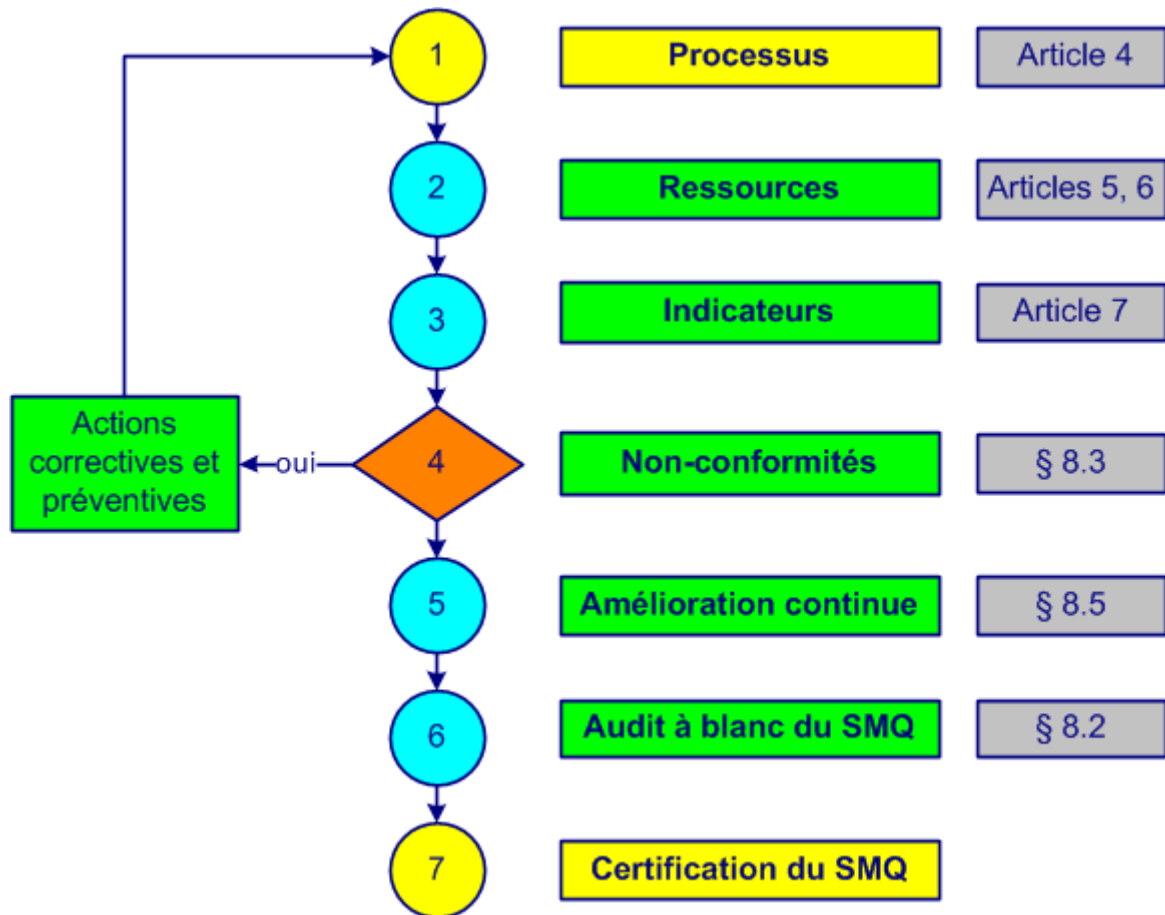 1
Processus
Article 4
2
Ressources
Articles 5, 6
3
Indicateurs
Article 7
Actions
correctives et
préventives
oui
4
Non-conformités
§ 8.3
5
Amélioration continue
§ 8.5
6
Audit à blanc du SMQ
§ 8.2
7
Certification du SMQ